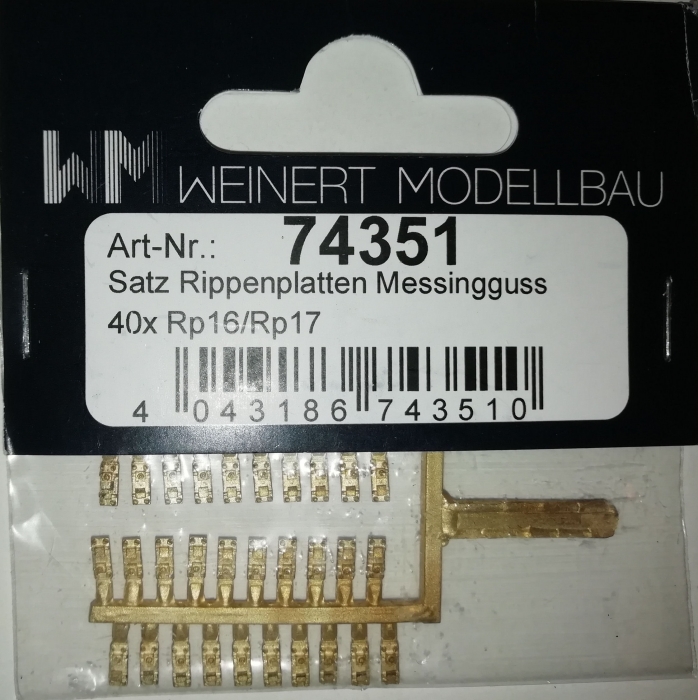 WM WEINERT MODELLBAU
Art-Nr.: 74351
Satz Rippenplatten Messingguss
40x Rp16/Rp17
4 043186 743510